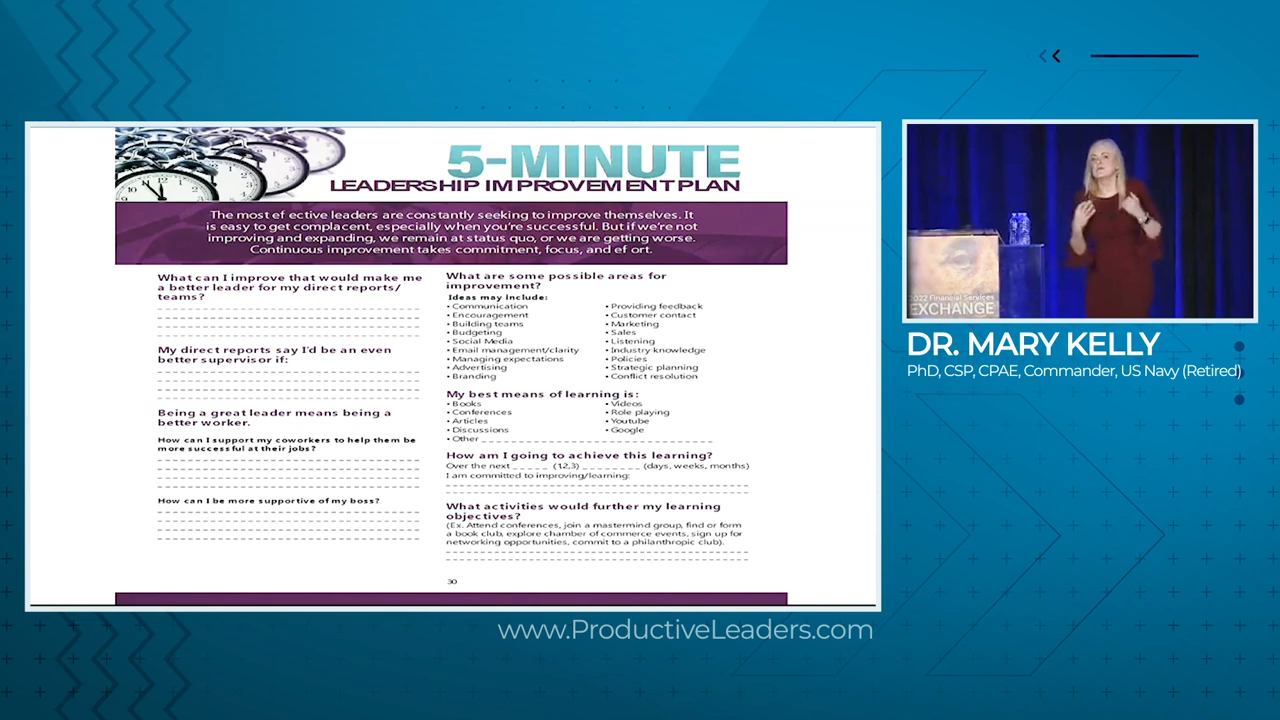 5-MINUTE
LEADERSHIP IMPROVEMENT PLAN
The most ef ective leaders are constantly seeking to improve themselves. It
is easy to get complacent, especially when you're successful. But if we're not
improving and expanding, we remain at status quo, or we are getting worse.
Continuous improvement takes commitment, focus, and ef ort.
What can I improve that would make me
a better leader for my direct reports/
teams?
My direct reports say I'd be an even
better supervisor if:
Being a great leader means being a
better worker.
How can I support my coworkers to help them be
more successful at their jobs?
How can I be more supportive of my boss?
What are some possible areas for
improvement?
Ideas may include:
• Communication
• Encouragement
• Building teams
• Budgeting
• Social Media
• Email management/clarity
• Managing expectations
• Advertising
• Branding
• Providing feedback
• Customer contact
• Marketing
• Sales
• Listening
• Industry knowledge
• Policies
• Strategic planning
• Conflict resolution
My best means of learning is:
• Books
• Conferences
• Articles
• Discussions
• Other
• Videos
• Role playing
• Youtube
• Google
How am I going to achieve this learning?
Over the next ______ (1,2,3) _________ (days, weeks, months)
I am committed to improving/learning:
What activities would further my learning
objectives?
(Ex. Attend conferences, join a mastermind group, find or form
a book club, explore chamber of commerce events, sign up for
networking opportunities, commit to a philanthropic club).
30
2022 Financial Services
EXCHANGE
DR. MARY KELLY
PhD, CSP, CPAE, Commander, US Navy (Retired)
www.ProductiveLeaders.com